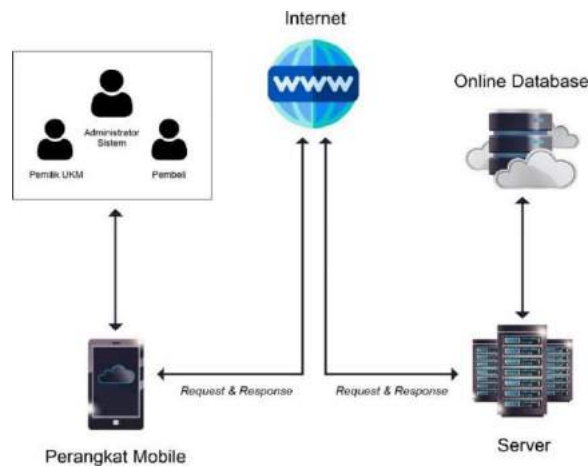 Internet
WWW
Online Database
Administrator
Sistem
Pemilik UKM
Pembeli
Request & Response
Request & Response
Perangkat Mobile
Server